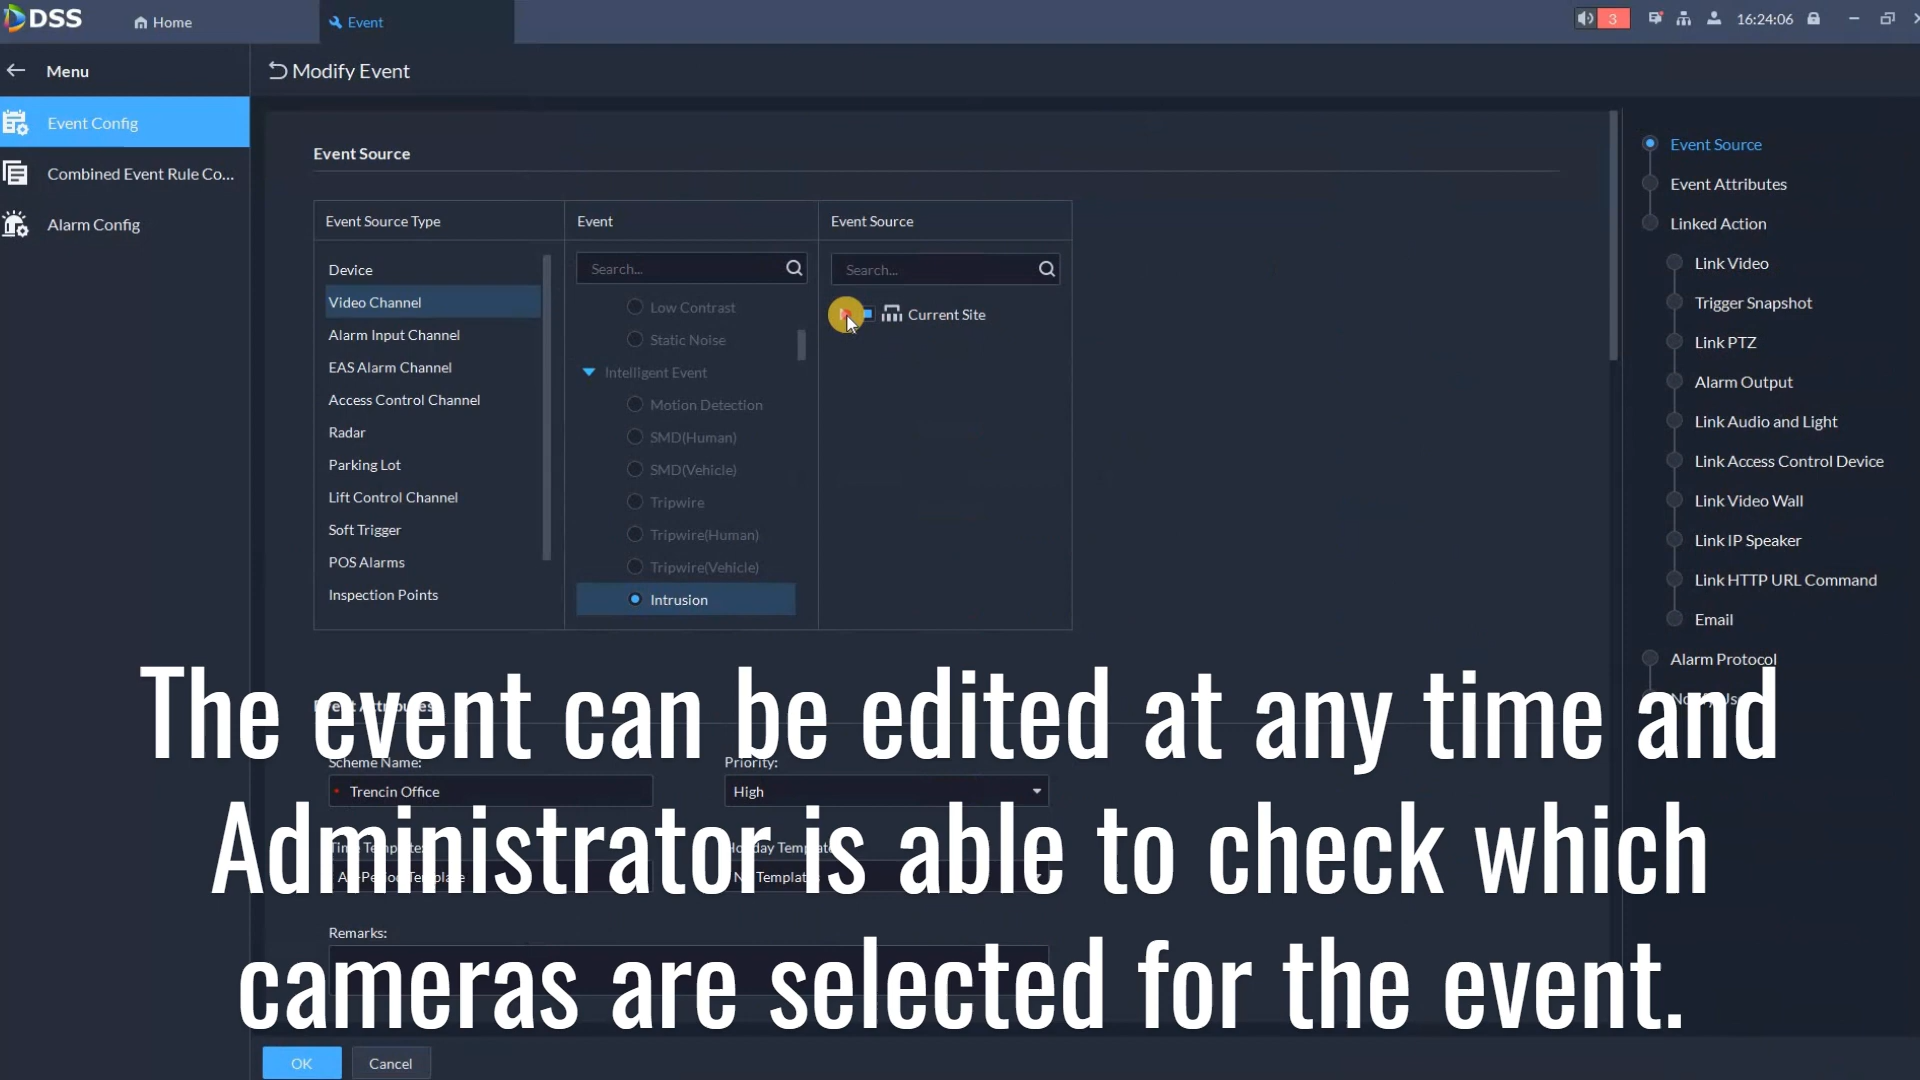 DSS
Home
Event
3
16:24:06
Menu
Modify Event
Event Config
Combined Event Rule Co...
Alarm Config
Event Source
Event Source Type
Event
Event Source
Device
Video Channel
Alarm Input Channel
EAS Alarm Channel
Access Control Channel
Radar
Parking Lot
Lift Control Channel
Soft Trigger
POS Alarms
Inspection Points
Search...
Low Contrast
Static Noise
Intelligent Event
Motion Detection
SMD(Human)
SMD(Vehicle)
Tripwire
Tripwire(Human)
Tripwire(Vehicle)
Intrusion
Search...
Current Site
Event Source
Event Attributes
Linked Action
Link Video
Trigger Snapshot
Link PTZ
Alarm Output
Link Audio and Light
Link Access Control Device
Link Video Wall
Link IP Speaker
Link HTTP URL Command
Email
Alarm Protocol
The event can be edited at any time and
Administrator is able to check which
cameras are selected for the event.
Scheme Name:
* Trencin Office
Priority:
High
Remarks:
OK
Cancel